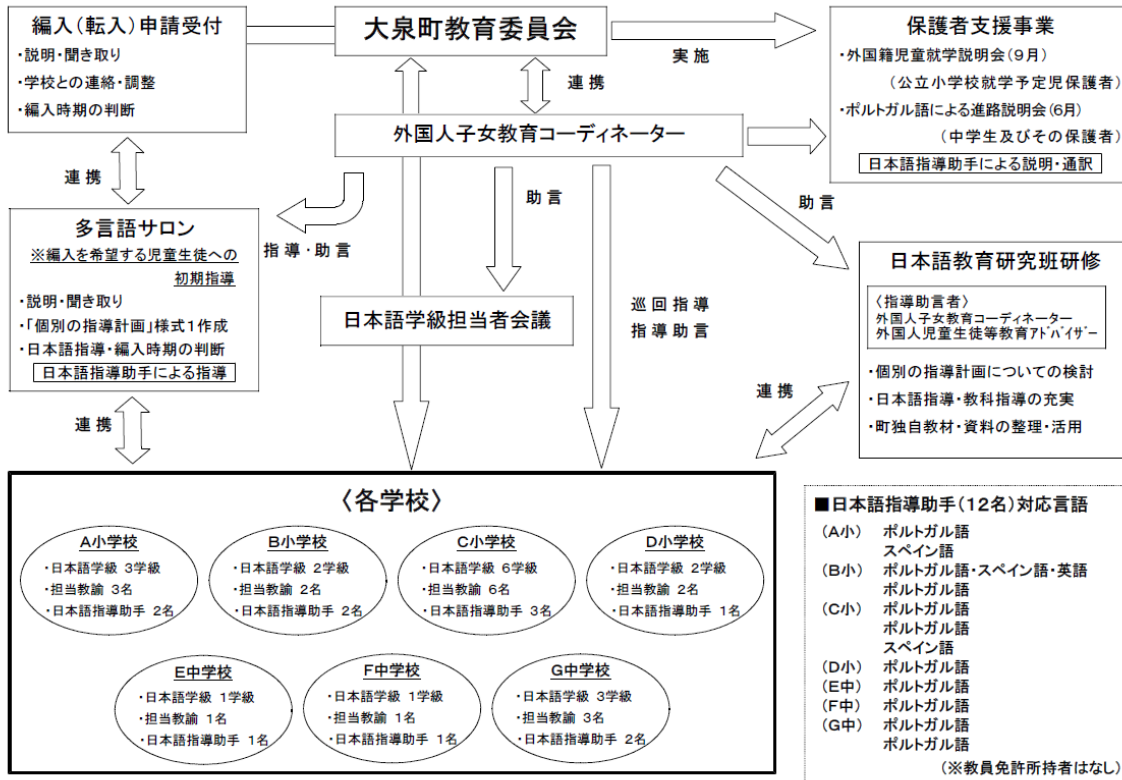 編入(転入)申請受付
・説明・聞き取り
・学校との連絡・調整
・編入時期の判断
大泉町教育委員会
実施
連携
外国人子女教育コーディネーター
保護者支援事業
・外国籍児童就学説明会(9月)
(公立小学校就学予定児保護者)
・ポルトガル語による進路説明会(6月)
(中学生及びその保護者)
日本語指導助手による説明・通訳
連携
多言語サロン
※編入を希望する児童生徒への
初期指導
・説明・聞き取り
・「個別の指導計画」様式1作成
・日本語指導・編入時期の判断
日本語指導助手による指導
指導・助言
助言
日本語学級担当者会議
巡回指導
指導助言
助言
日本語教育研究班研修
〈指導助言者〉
外国人子女教育コーディネーター
外国人児童生徒等教育アドバイザー
・個別の指導計画についての検討
・日本語指導・教科指導の充実
・町独自教材・資料の整理・活用
連携
連携
〈各学校〉
A小学校
・日本語学級 3学級
・担当教諭 3名
・日本語指導助手 2名
B小学校
・日本語学級 2学級
・担当教諭 2名
・日本語指導助手 2名
C小学校
・日本語学級 6学級
・担当教諭 6名
・日本語指導助手 3名
D小学校
・日本語学級 2学級
・担当教諭 2名
・日本語指導助手 1名
E中学校
・日本語学級 1学級
・担当教諭 1名
・日本語指導助手 1名
F中学校
・日本語学級 1学級
・担当教諭 1名
・日本語指導助手 1名
G中学校
・日本語学級 3学級
・担当教諭 3名
・日本語指導助手 2名
■日本語指導助手(12名)対応言語
(A小) ポルトガル語
スペイン語
(B小) ポルトガル語・スペイン語・英語
ポルトガル語
(C小) ポルトガル語
ポルトガル語
スペイン語
(D小) ポルトガル語
(E中) ポルトガル語
(F中) ポルトガル語
(G中) ポルトガル語
ポルトガル語
(※教員免許所持者はなし)